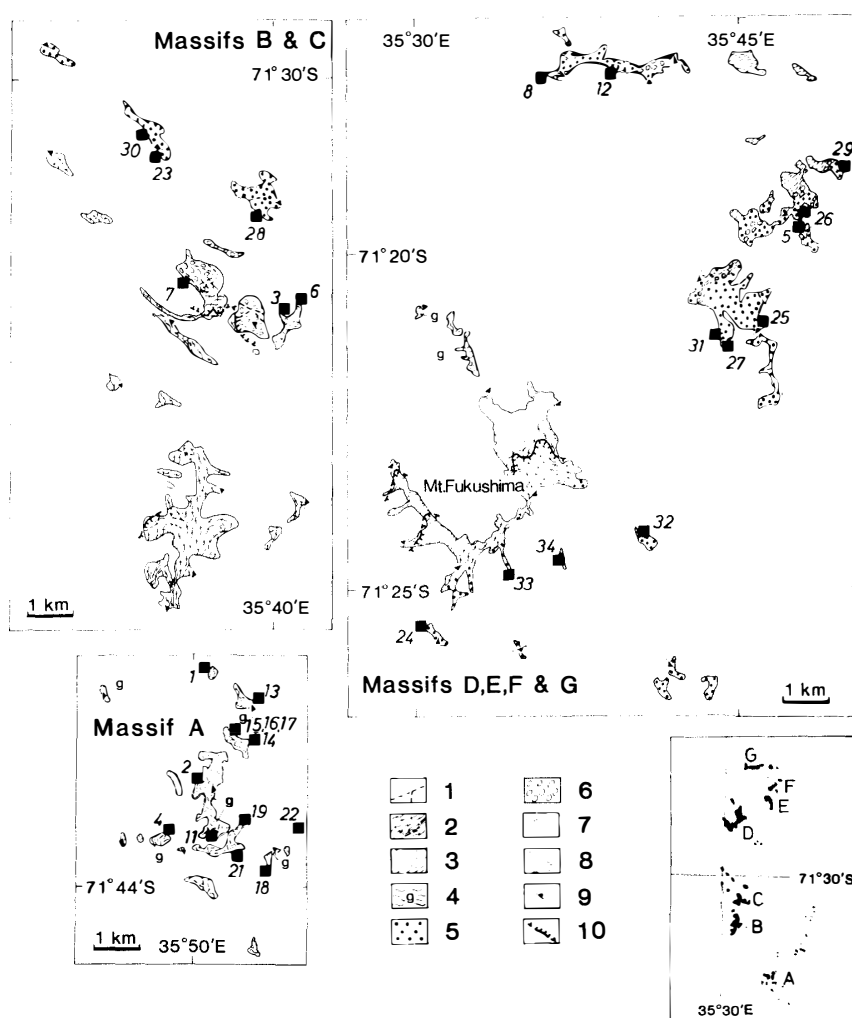 Massifs B & C
71°30′S
30
23
28
7
3
6
1 km
35°40′E
35°30′E
35°45′E
8
12
29
26
5
71°20′S
g
g
25
31
27
Mt.Fukushima
32
34
33
71°25′S
24
Massifs D,E,F & G
1 km
1
g
13
g
Massif A
15,16,17
14
2
g
19
22
4
11
g
g
21
18
71°44′S
1 km
35°50′E
1
6
2
7
3
8
g
4
9
5
10
G
F
E
D
71°30′S
C
B
A
35°30′E